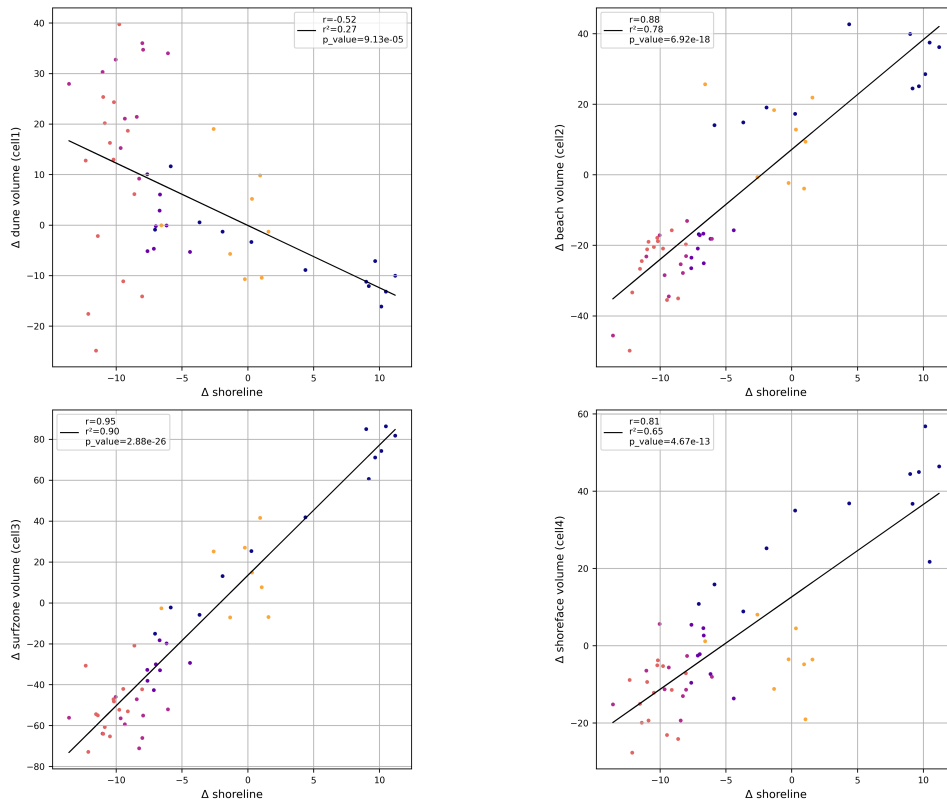 r=-0.52
r²=0.27
p_value=9.13e-05
40
30
20
10
0
−10
−20
Δ dune volume (cell1)
−10
−5
0
5
10
Δ shoreline
r=0.88
r²=0.78
p_value=6.92e-18
40
20
0
−20
−40
Δ beach volume (cell2)
−10
−5
0
5
10
Δ shoreline
r=0.95
r²=0.90
p_value=2.88e-26
80
60
40
20
0
−20
−40
−60
−80
Δ surfzone volume (cell3)
−10
−5
0
5
10
Δ shoreline
r=0.81
r²=0.65
p_value=4.67e-13
60
40
20
0
−20
Δ shoreface volume (cell4)
−10
−5
0
5
10
Δ shoreline